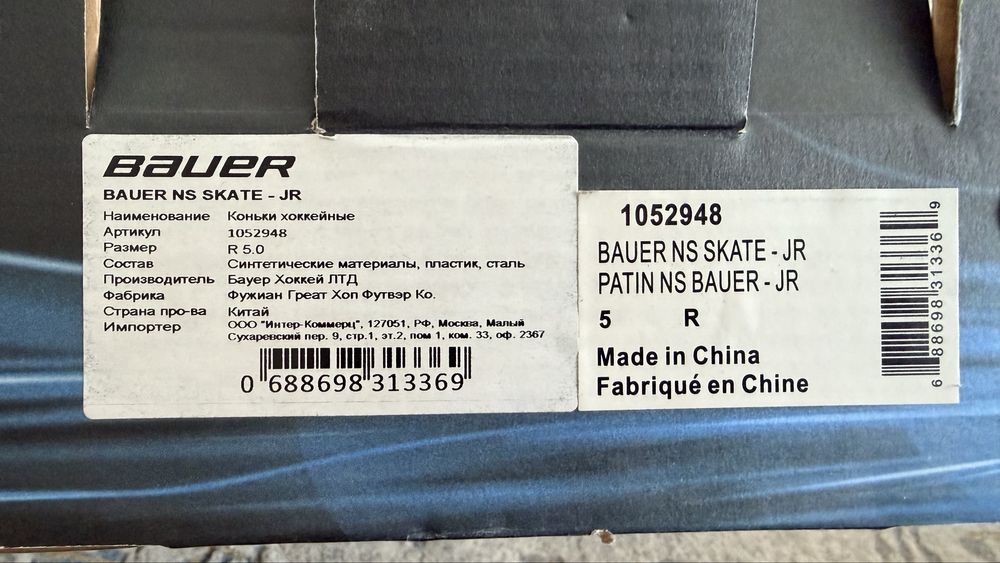 BAUER
BAUER NS SKATE - JR
Наименование Коньки хоккейные
Артикул 1052948
Размер R 5.0
Состав Синтетические материалы, пластик, сталь
Производитель Бауер Хоккей ЛТД
Фабрика Фужиан Греат Хоп Футвэр Ко.
Страна про-ва Китай
Импортер ООО "Интер-Коммерц", 127051, РФ, Москва, Малый
Сухаревский пер. 9, стр.1, эт.2, пом 1, ком. 33, оф. 2367
0 688698 313369
1052948
BAUER NS SKATE - JR
PATIN NS BAUER - JR
5 R
Made in China
Fabriqué en Chine
6 88698 31336 9